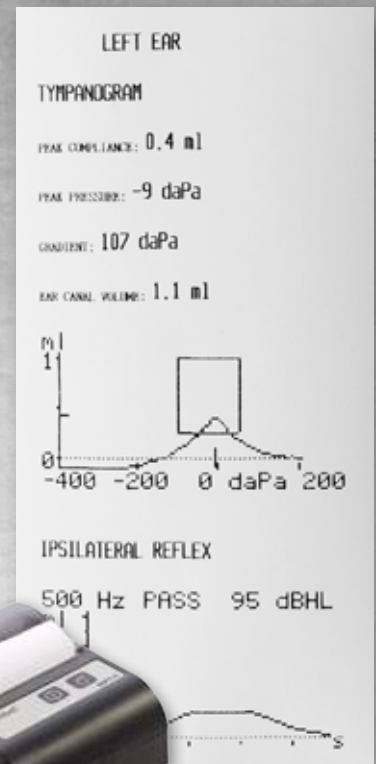 LEFT EAR
TYMPANOGRAM
PEAK COMPLIANCE: 0.4 ml
PEAK PRESSURE: -9 daPa
GRADIENT: 107 daPa
EAR CANAL VOLUME: 1.1 ml
ml
1
0
-400 -200 0 daPa 200
IPSILATERAL REFLEX
500 Hz PASS 95 dBHL
S